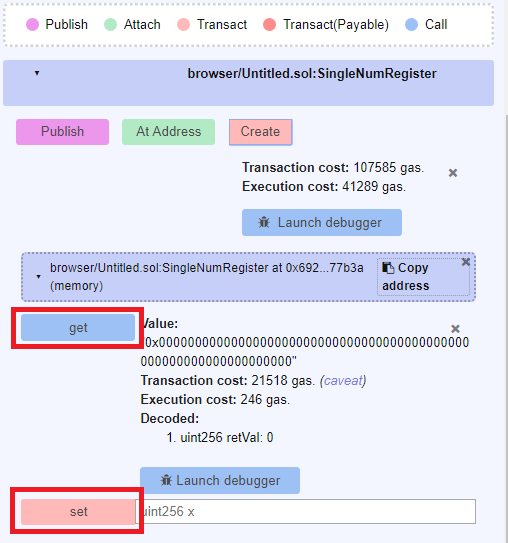 Publish Attach Transact Transact(Payable) Call
browser/Untitled.sol:SingleNumRegister
Publish At Address Create
Transaction cost: 107585 gas.
Execution cost: 41289 gas.
Launch debugger
browser/Untitled.sol:SingleNumRegister at 0x692...77b3a
(memory)
Copy
address
get
Value:
"0x00000000000000000000000000000000000000000
00000000000000000000000"
Transaction cost: 21518 gas. (caveat)
Execution cost: 246 gas.
Decoded:
1. uint256 retVal: 0
Launch debugger
set uint256 x